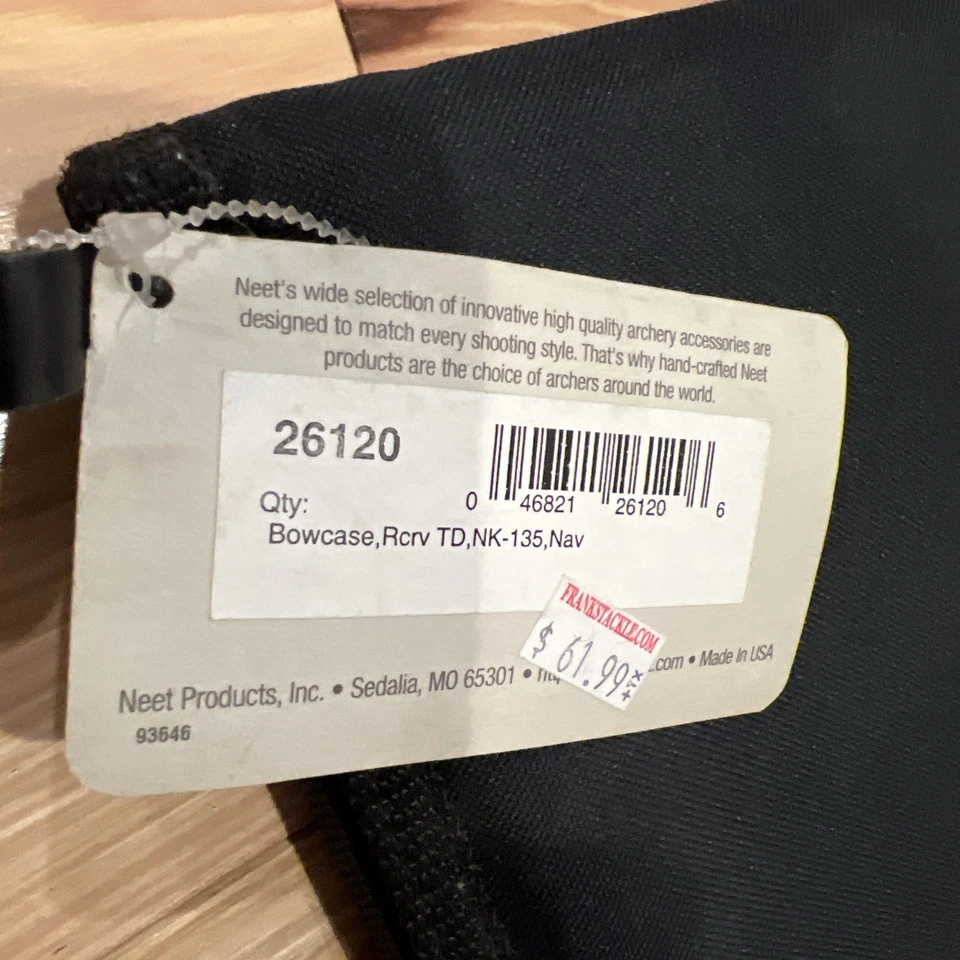 Neet's wide selection of innovative high quality archery accessories are
designed to match every shooting style. That's why hand-crafted Neet
products are the choice of archers around the world.
26120
Qty:
0 46821 26120 6
Bowcase,Rcrv TD,NK-135,Nav
FRANKSTACKLE.COM
$ 61.99
Neet Products, Inc. • Sedalia, MO 65301 • .com • Made In USA
93646